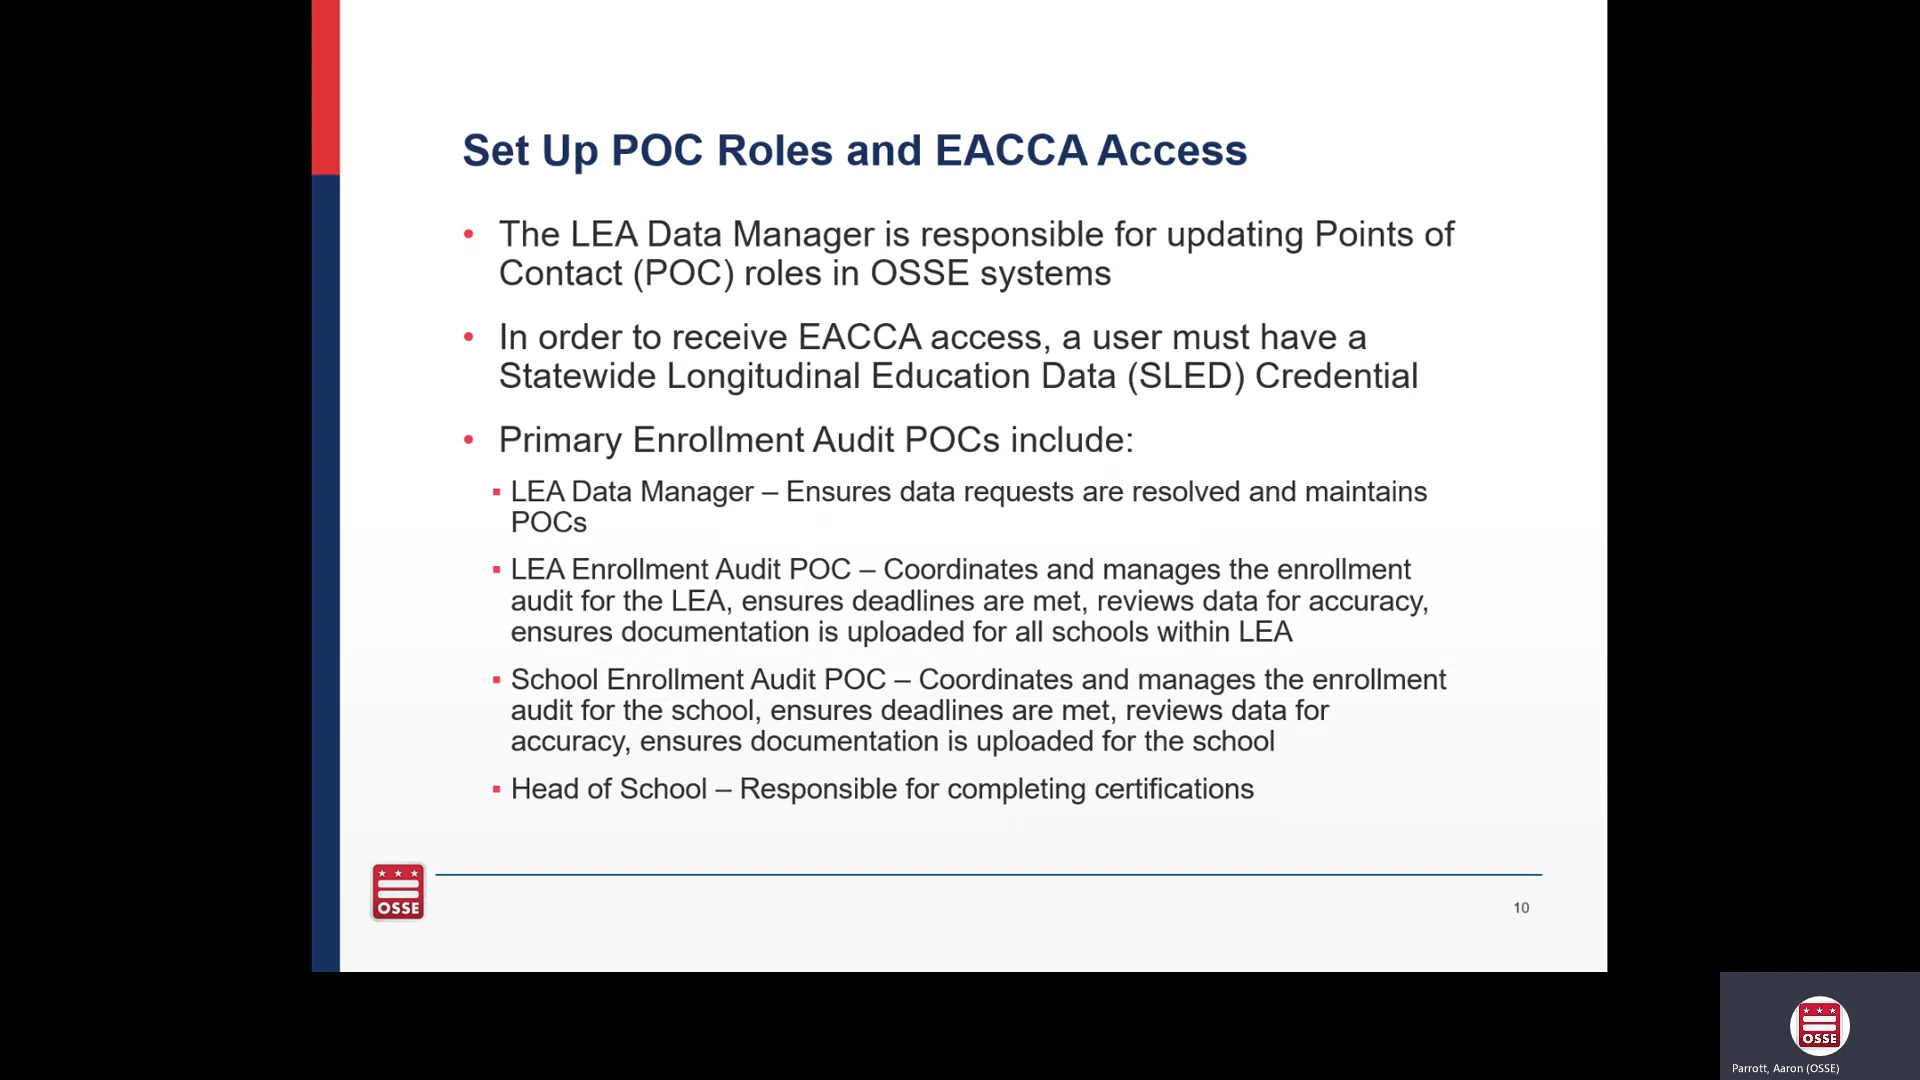 Set Up POC Roles and EACCA Access
• The LEA Data Manager is responsible for updating Points of
Contact (POC) roles in OSSE systems
• In order to receive EACCA access, a user must have a
Statewide Longitudinal Education Data (SLED) Credential
• Primary Enrollment Audit POCs include:
▪ LEA Data Manager – Ensures data requests are resolved and maintains
POCs
▪ LEA Enrollment Audit POC – Coordinates and manages the enrollment
audit for the LEA, ensures deadlines are met, reviews data for accuracy,
ensures documentation is uploaded for all schools within LEA
▪ School Enrollment Audit POC – Coordinates and manages the enrollment
audit for the school, ensures deadlines are met, reviews data for
accuracy, ensures documentation is uploaded for the school
▪ Head of School – Responsible for completing certifications
OSSE
10
OSSE
Parrott, Aaron (OSSE)